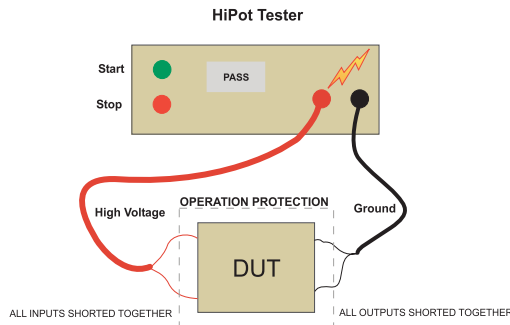 HiPot Tester
Start
PASS
Stop
OPERATION PROTECTION
High Voltage
Ground
DUT
ALL INPUTS SHORTED TOGETHER
ALL OUTPUTS SHORTED TOGETHER